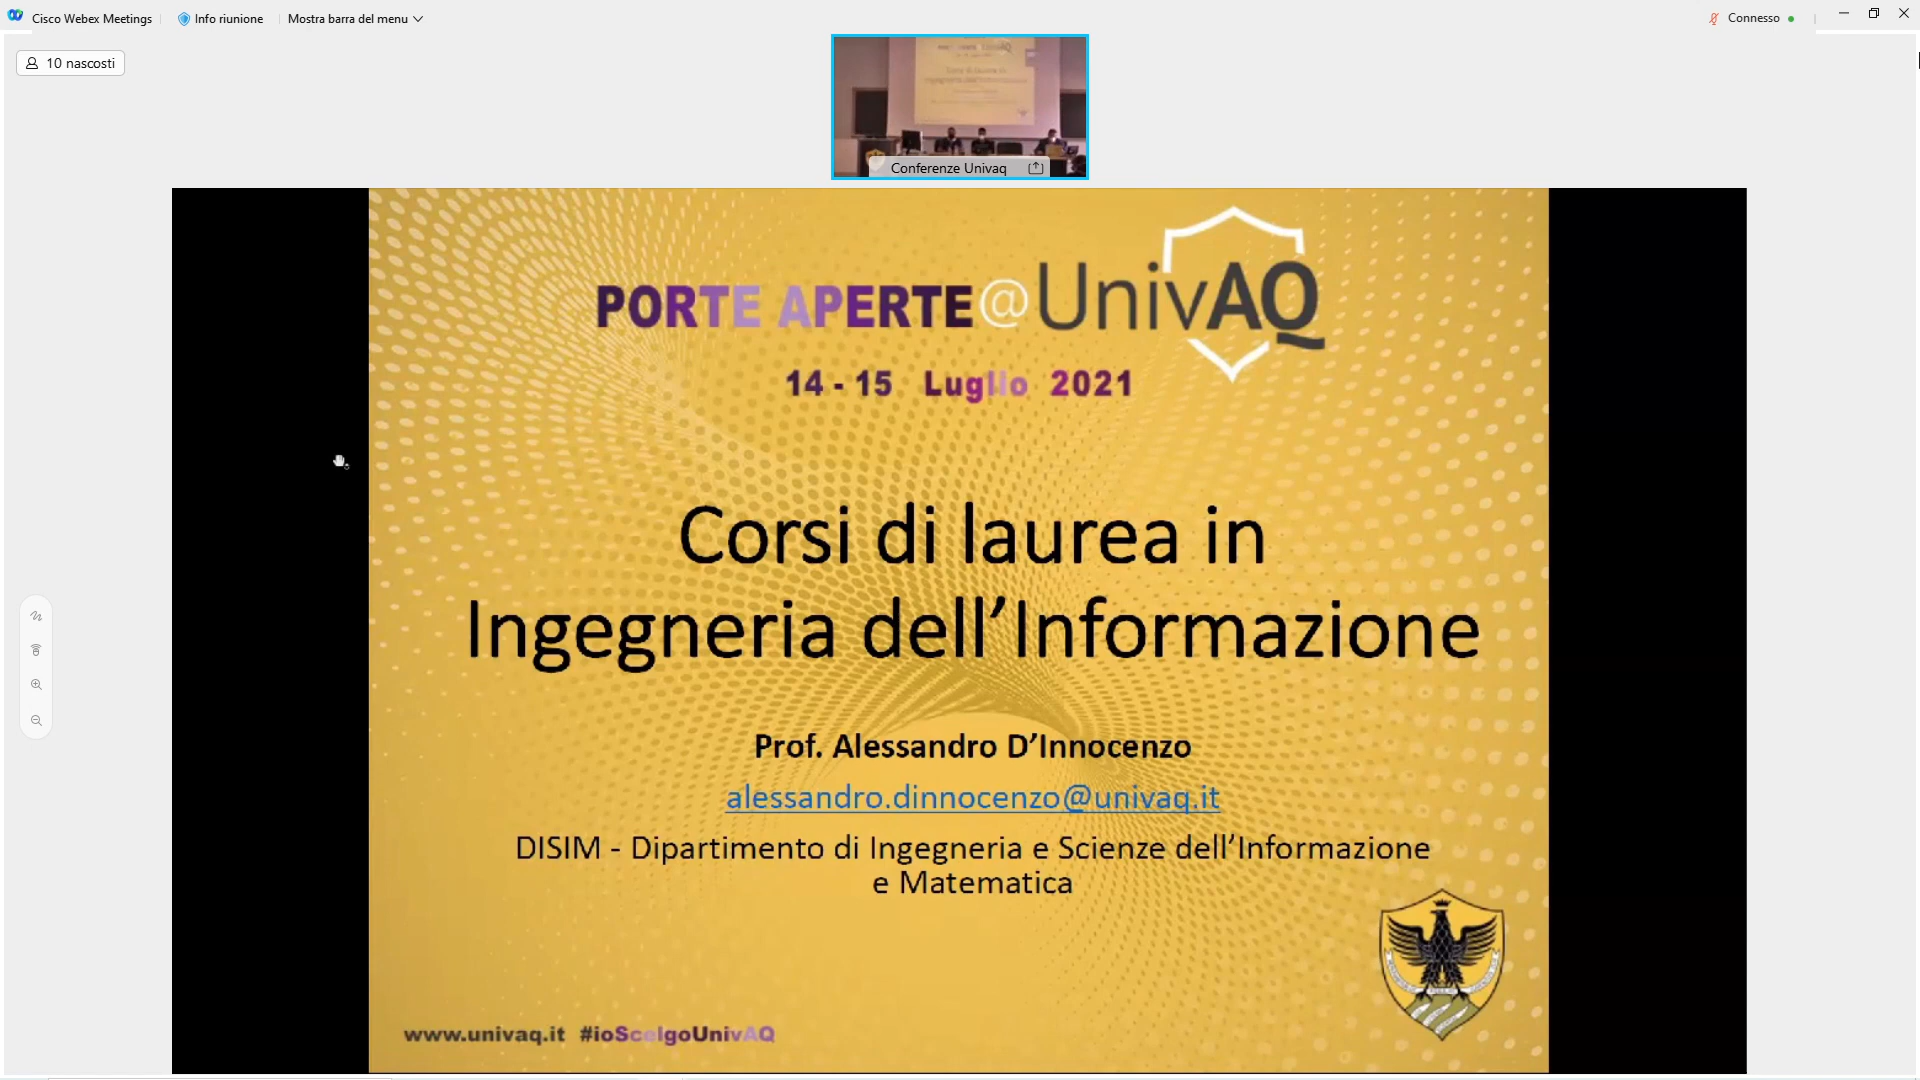 Cisco Webex Meetings
Info riunione
Mostra barra del menu
Connesso
10 nascosti
Conferenze Univaq
PORTE APERTE@UnivAQ
14 - 15 Luglio 2021
Corsi di laurea in
Ingegneria dell’Informazione
Prof. Alessandro D’Innocenzo
alessandro.dinnocenzo@univaq.it
DISIM - Dipartimento di Ingegneria e Scienze dell’Informazione
e Matematica
www.univaq.it #ioScelgoUnivAQ